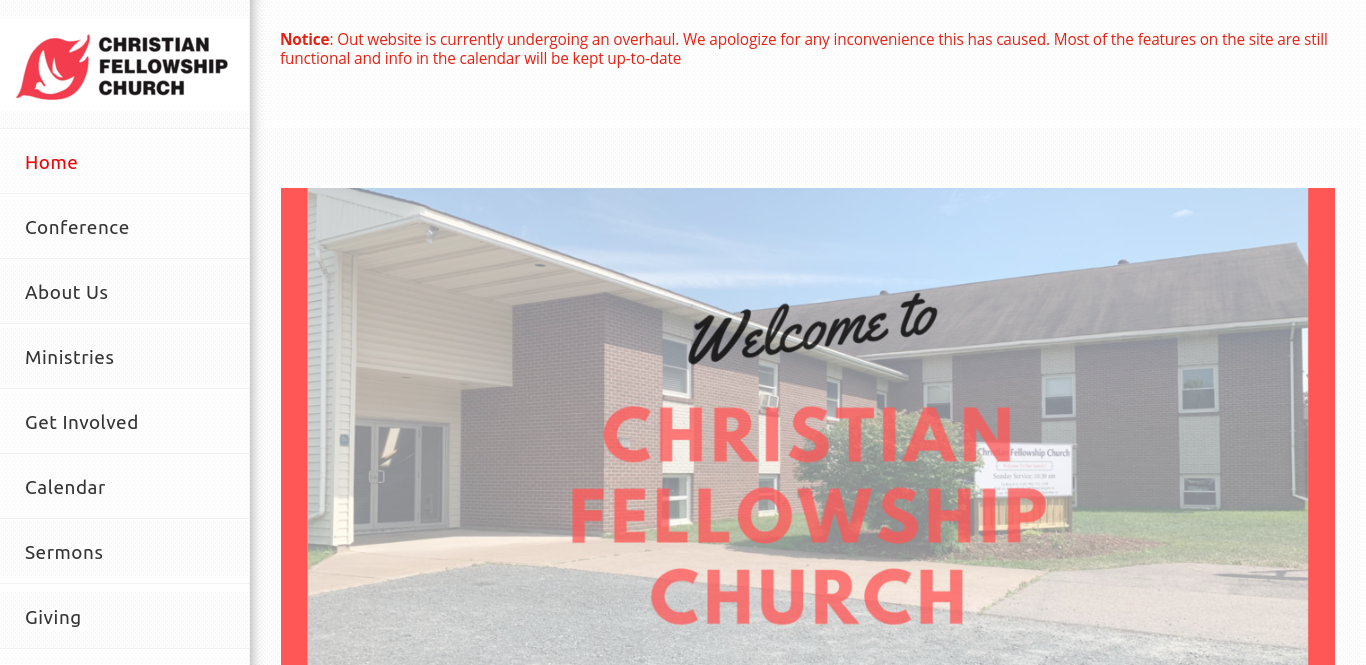 CHRISTIAN
FELLOWSHIP
CHURCH
Home
Conference
About Us
Ministries
Get Involved
Calendar
Sermons
Giving
Notice: Out website is currently undergoing an overhaul. We apologize for any inconvenience this has caused. Most of the features on the site are still
functional and info in the calendar will be kept up-to-date
Welcome to
CHRISTIAN
FELLOWSHIP
CHURCH
Christian Fellowship Church
Sunday Service: 10:30 am